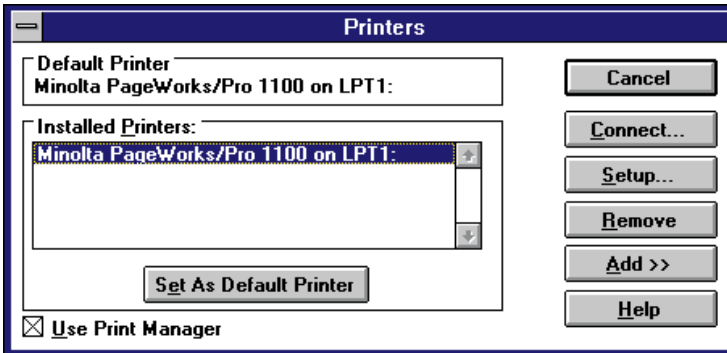 Printers
Default Printer
Minolta PageWorks/Pro 1100 on LPT1:
Installed Printers:
Minolta PageWorks/Pro 1100 on LPT1:
Set As Default Printer
Use Print Manager
Cancel
Connect...
Setup...
Remove
Add >>
Help